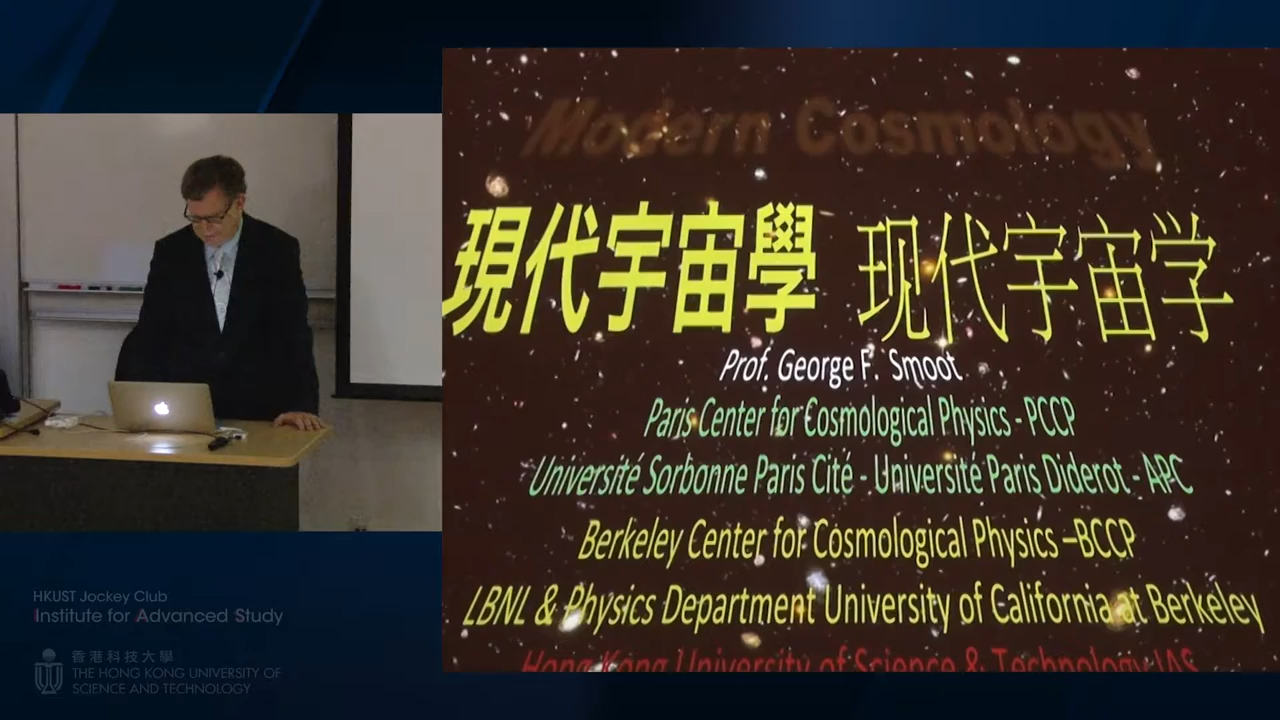 Modern Cosmology
現代宇宙學 现代宇宙学
Prof. George F. Smoot
Paris Center for Cosmological Physics - PCCP
Université Sorbonne Paris Cité - Université Paris Diderot - APC
Berkeley Center for Cosmological Physics –BCCP
LBNL & Physics Department University of California at Berkeley
Hong Kong University of Science & Technology IAS
HKUST Jockey Club
Institute for Advanced Study
香港科技大學
THE HONG KONG UNIVERSITY OF
SCIENCE AND TECHNOLOGY